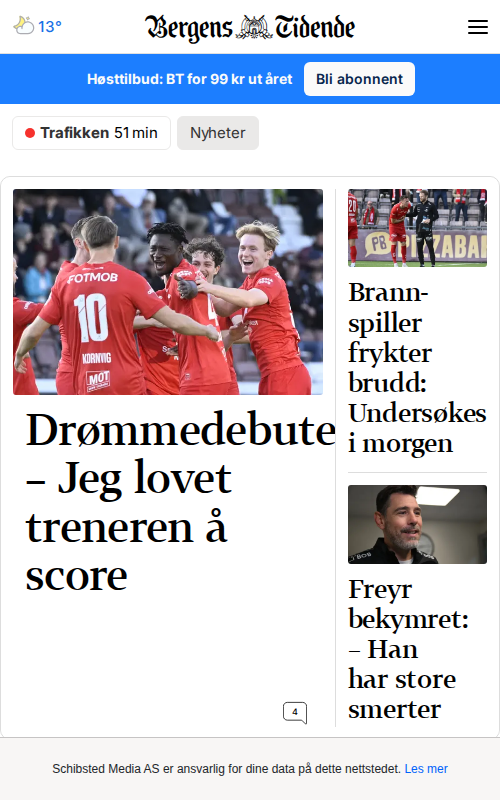 13°
Bergens Tidende
Høsttilbud: BT for 99 kr ut året
Bli abonnent
Trafikken 51 min
Nyheter
FOTMOB
10
KORNVIG
MOT
Drømmedebute
– Jeg lovet
treneren å
score
4
PB PIZZABA
Brann-
spiller
frykter
brudd:
Undersøkes
i morgen
Freyr
bekymret:
– Han
har store
smerter
Schibsted Media AS er ansvarlig for dine data på dette nettstedet. Les mer